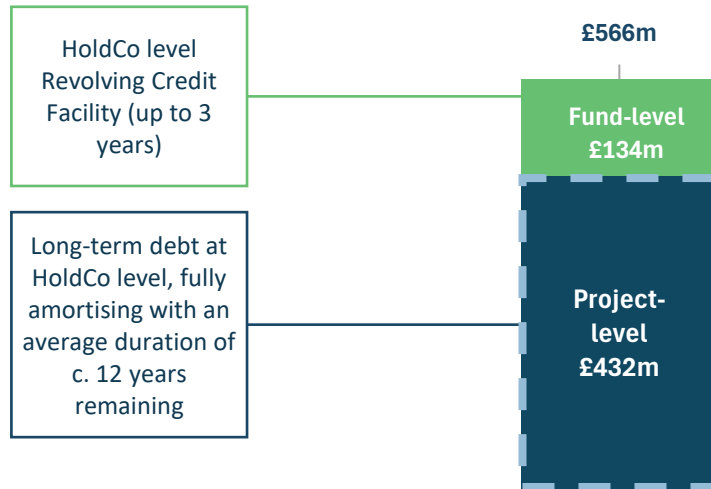 HoldCo level
Revolving Credit
Facility (up to 3
years)
£566m
Fund-level
£134m
Long-term debt at
HoldCo level, fully
amortising with an
average duration of
c. 12 years
remaining
Project-
level
£432m